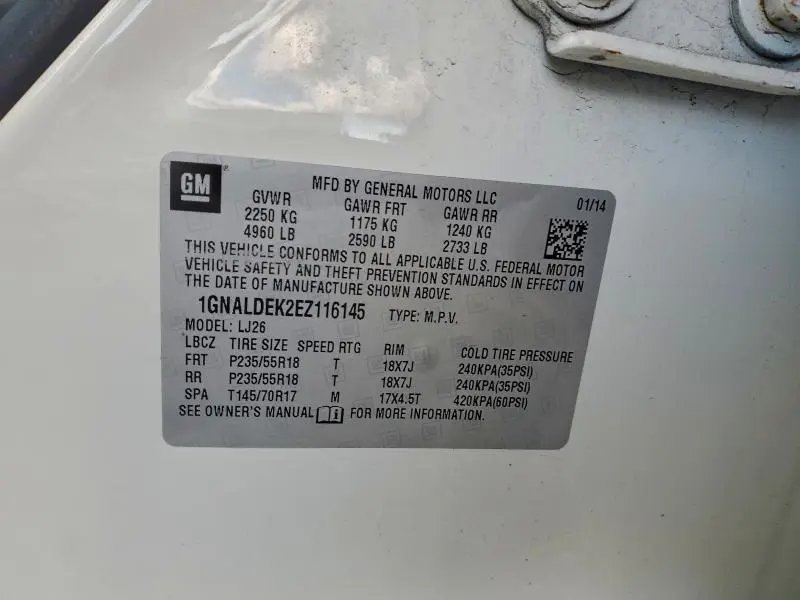 GM
MFD BY GENERAL MOTORS LLC
01/14
GVWR GAWR FRT GAWR RR
2250 KG 1175 KG 1240 KG
4960 LB 2590 LB 2733 LB
THIS VEHICLE CONFORMS TO ALL APPLICABLE U.S. FEDERAL MOTOR
VEHICLE SAFETY AND THEFT PREVENTION STANDARDS IN EFFECT ON
THE DATE OF MANUFACTURE SHOWN ABOVE.
1GNALDEK2EZ116145 TYPE: M.P.V.
MODEL: LJ26
LBCZ TIRE SIZE SPEED RTG RIM COLD TIRE PRESSURE
FRT P235/55R18 T 18X7J 240KPA(35PSI)
RR P235/55R18 T 18X7J 240KPA(35PSI)
SPA T145/70R17 M 17X4.5T 420KPA(60PSI)
SEE OWNER'S MANUAL FOR MORE INFORMATION.